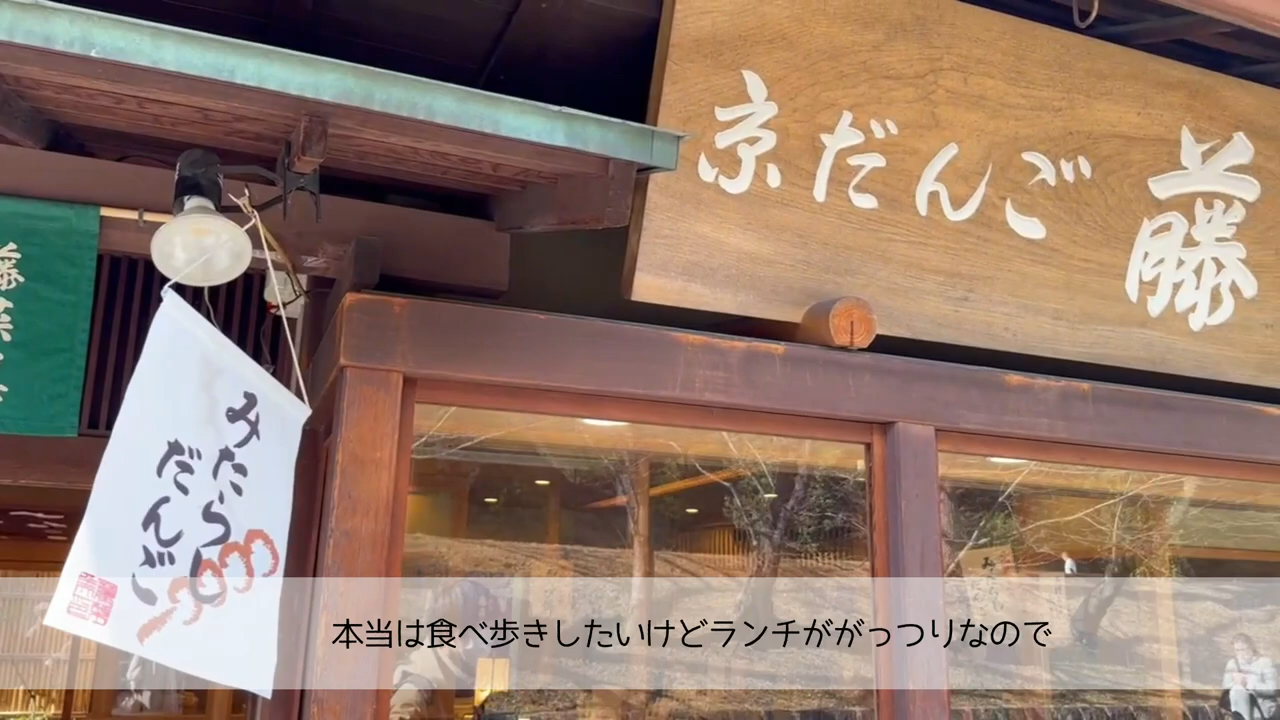 京だんご 藤
みたらし
だんご
本当は食べ歩きしたいけどランチががっつりなので